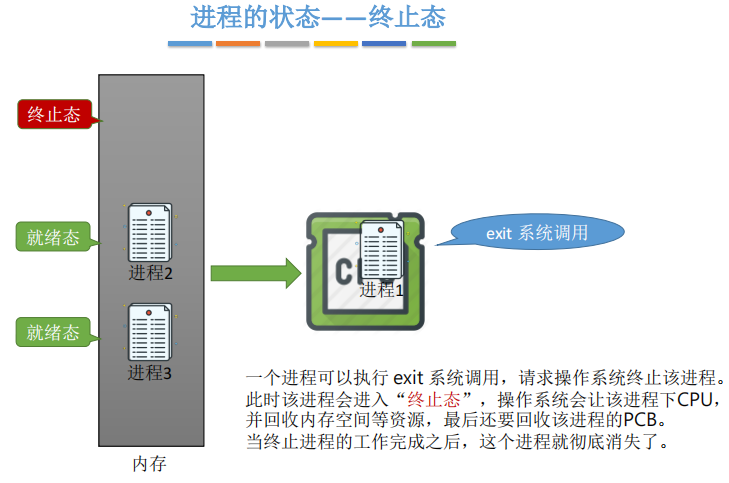 进程的状态——终止态
终止态
就绪态
进程2
就绪态
进程3
内存
进程1
exit 系统调用
一个进程可以执行 exit 系统调用，请求操作系统终止该进程。
此时该进程会进入“终止态”，操作系统会让该进程下CPU，
并回收内存空间等资源，最后还要回收该进程的PCB。
当终止进程的工作完成之后，这个进程就彻底消失了。